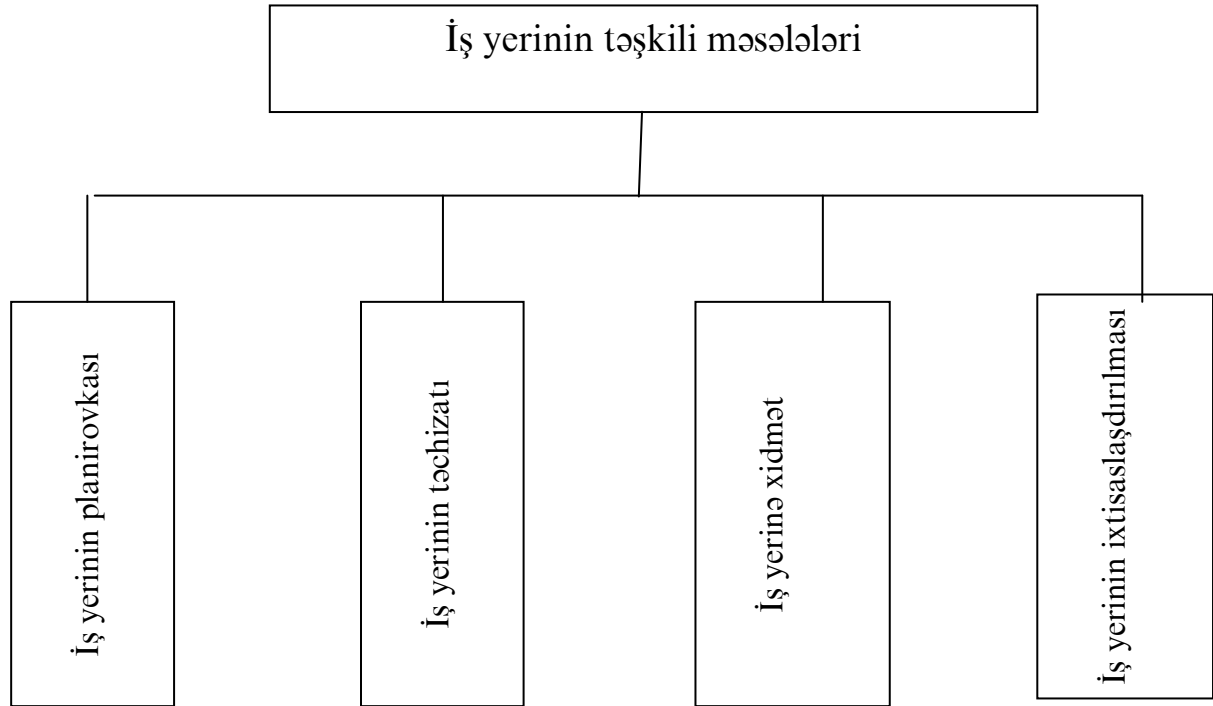 İş yerinin təşkili məsələləri
İş yerinin planirovkası
İş yerinin təchizatı
İş yerinə xidmət
İş yerinin ixtisaslaşdırılması